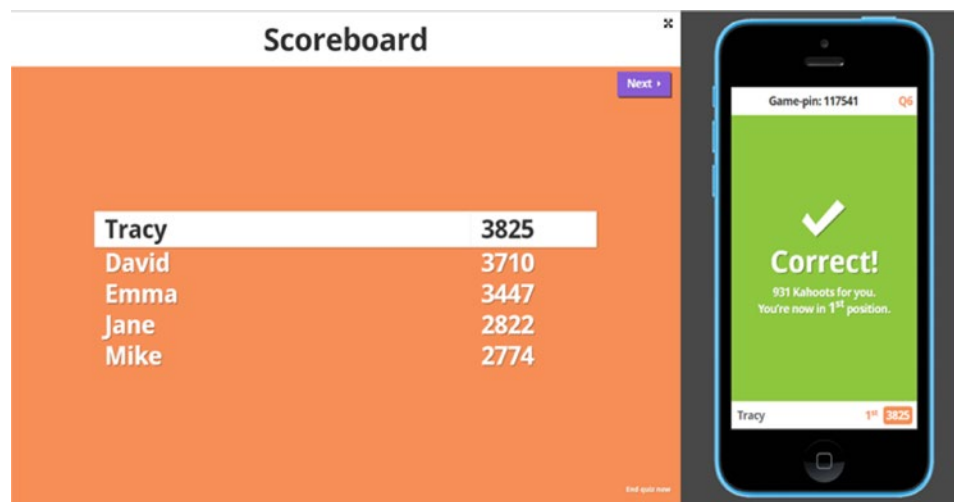 Scoreboard
Next
Tracy 3825
David 3710
Emma 3447
Jane 2822
Mike 2774
End quiz now
Game-pin: 117541 Q6
Correct!
931 Kahoots for you.
You're now in 1st position.
Tracy 1st 3825